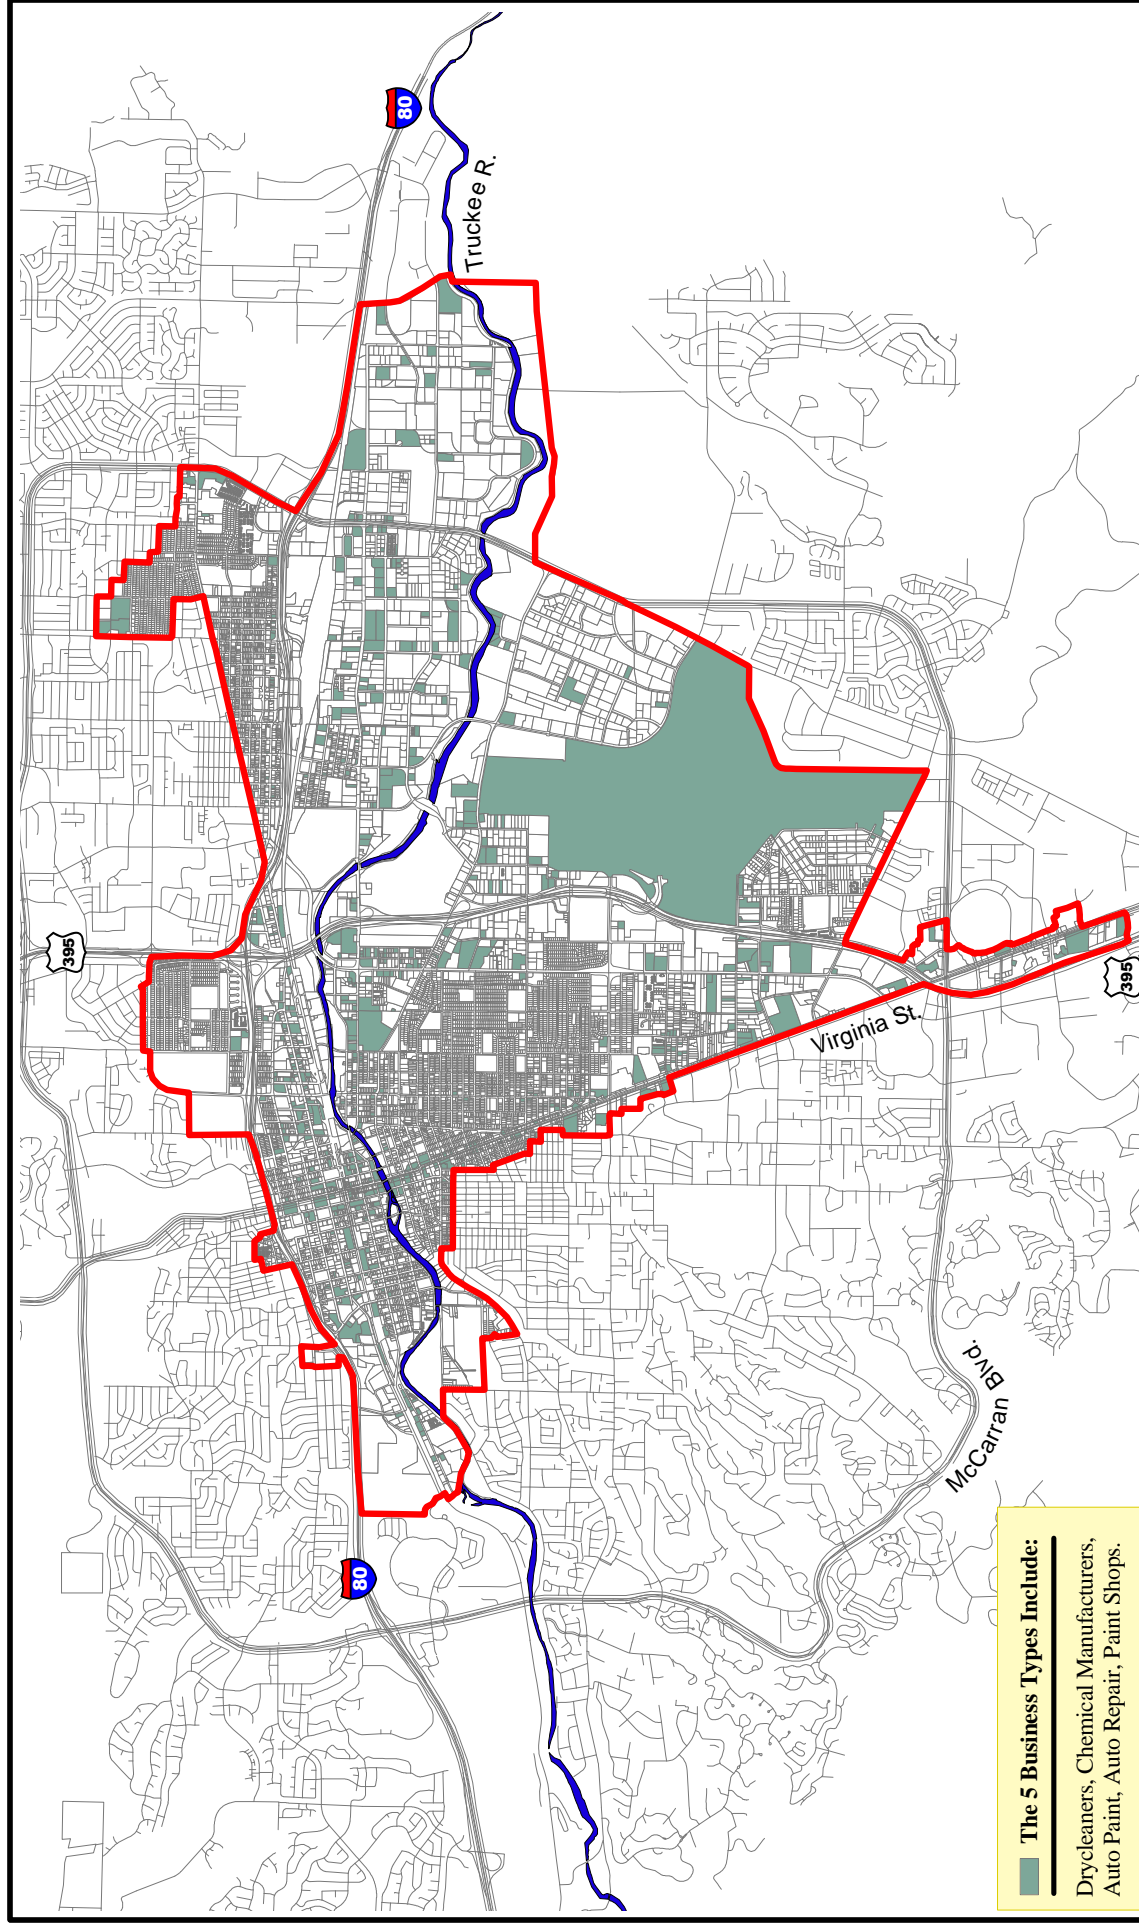 80
Truckee R.
395
Virginia St.
395
80
McCarran Blvd.
The 5 Business Types Include:
Drycleaners, Chemical Manufacturers,
Auto Paint, Auto Repair, Paint Shops.